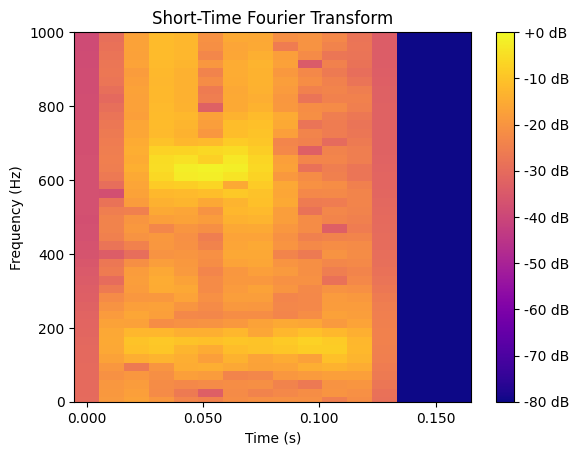 Short-Time Fourier Transform
1000
800
600
400
200
0
Frequency (Hz)
0.000
0.050
0.100
0.150
Time (s)
+0 dB
-10 dB
-20 dB
-30 dB
-40 dB
-50 dB
-60 dB
-70 dB
-80 dB